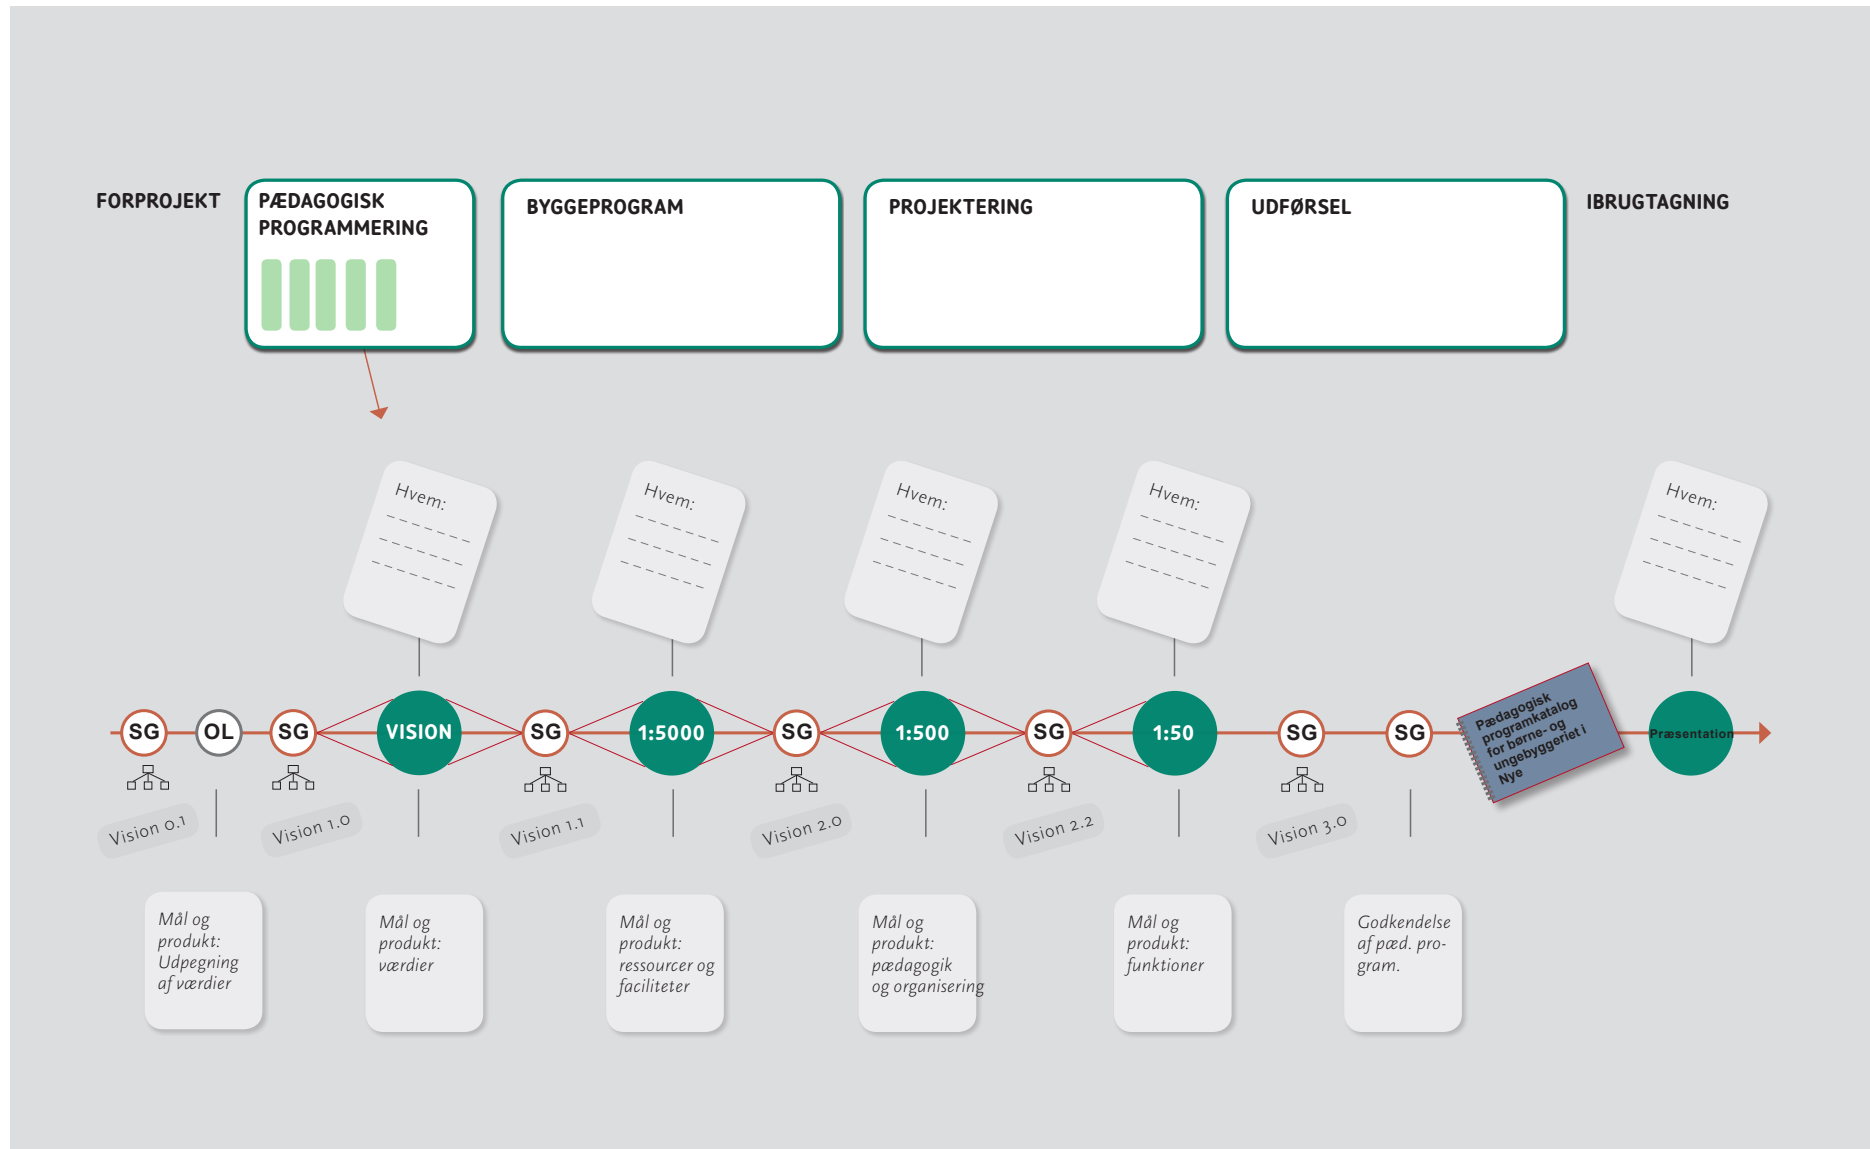 FORPROJEKT
PÆDAGOGISK
PROGRAMMERING
BYGGEPROGRAM
PROJEKTERING
UDFØRSEL
IBRUGTAGNING
Hvem:
Hvem:
Hvem:
Hvem:
Hvem:
SG
OL
SG
VISION
SG
1:5000
SG
1:500
SG
1:50
SG
SG
Pædagogisk
programkatalog
for børne- og
ungebyggeriet i
Nye
Præsentation
Vision 0.1
Vision 1.0
Vision 1.1
Vision 2.0
Vision 2.2
Vision 3.0
Mål og
produkt:
Udpegning
af værdier
Mål og
produkt:
værdier
Mål og
produkt:
ressourcer og
faciliteter
Mål og
produkt:
pædagogik
og organisering
Mål og
produkt:
funktioner
Godkendelse
af pæd. pro-
gram.